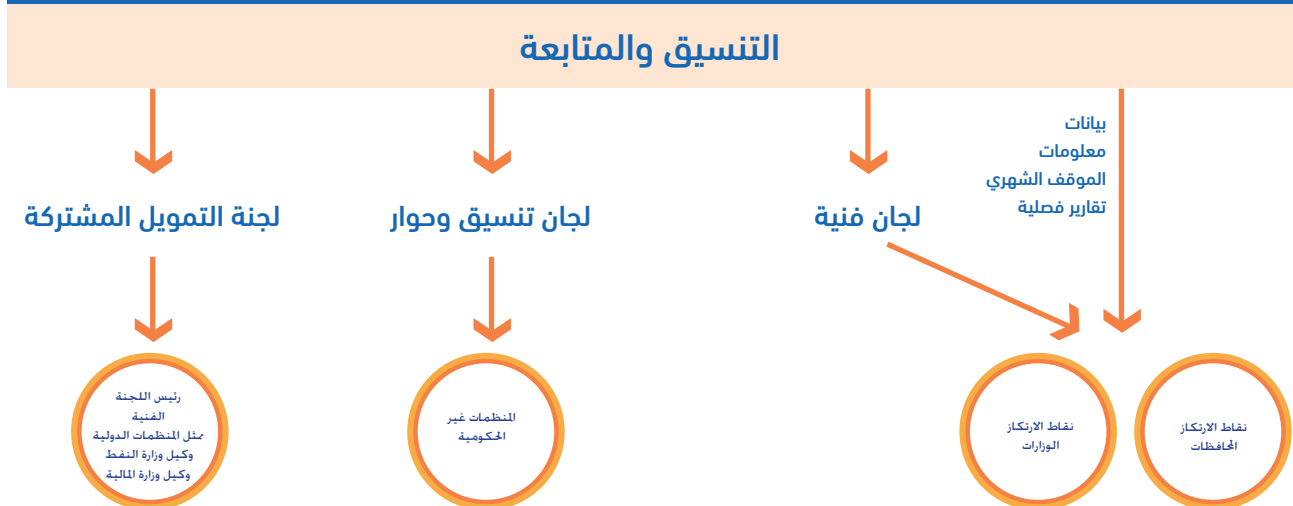 التنسيق والمتابعة
بيانات
معلومات
الموقف الشهري
تقارير فصلية
لجان فنية
لجان تنسيق وحوار
لجنة التمويل المشتركة
نقاط الارتكاز
المحافظات
نقاط الارتكاز
الوزارات
المنظمات غير
الحكومية
رئيس اللجنة
الفنية
ممثل المنظمات الدولية
وكيل وزارة النفط
وكيل وزارة المالية